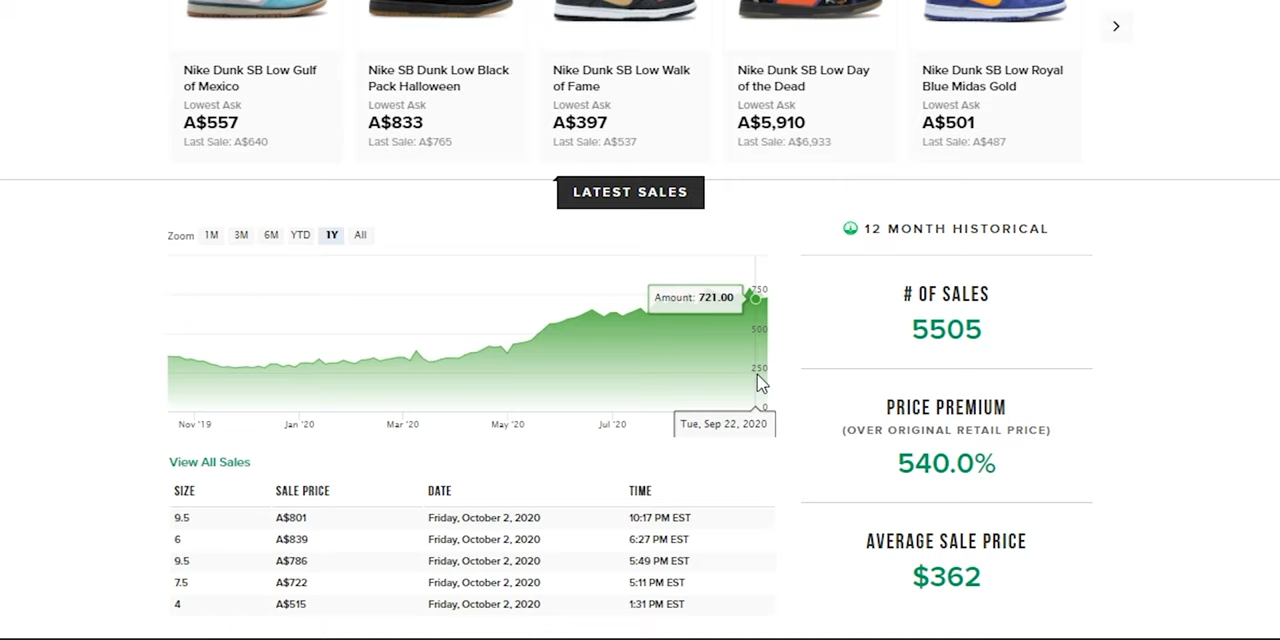 Nike Dunk SB Low Gulf of Mexico
Lowest Ask
A$557
Last Sale: A$640
Nike SB Dunk Low Black Pack Halloween
Lowest Ask
A$833
Last Sale: A$765
Nike Dunk SB Low Walk of Fame
Lowest Ask
A$397
Last Sale: A$537
Nike Dunk SB Low Day of the Dead
Lowest Ask
A$5,910
Last Sale: A$6,933
Nike Dunk SB Low Royal Blue Midas Gold
Lowest Ask
A$501
Last Sale: A$487
LATEST SALES
Zoom 1M 3M 6M YTD 1Y All
Amount: 721.00
750
500
250
0
Nov '19 Jan '20 Mar '20 May '20 Jul '20
Tue, Sep 22, 2020
View All Sales
SIZE SALE PRICE DATE TIME
9.5 A$801 Friday, October 2, 2020 10:17 PM EST
6 A$839 Friday, October 2, 2020 6:27 PM EST
9.5 A$786 Friday, October 2, 2020 5:49 PM EST
7.5 A$722 Friday, October 2, 2020 5:11 PM EST
4 A$515 Friday, October 2, 2020 1:31 PM EST
12 MONTH HISTORICAL
# OF SALES
5505
PRICE PREMIUM
(OVER ORIGINAL RETAIL PRICE)
540.0%
AVERAGE SALE PRICE
$362